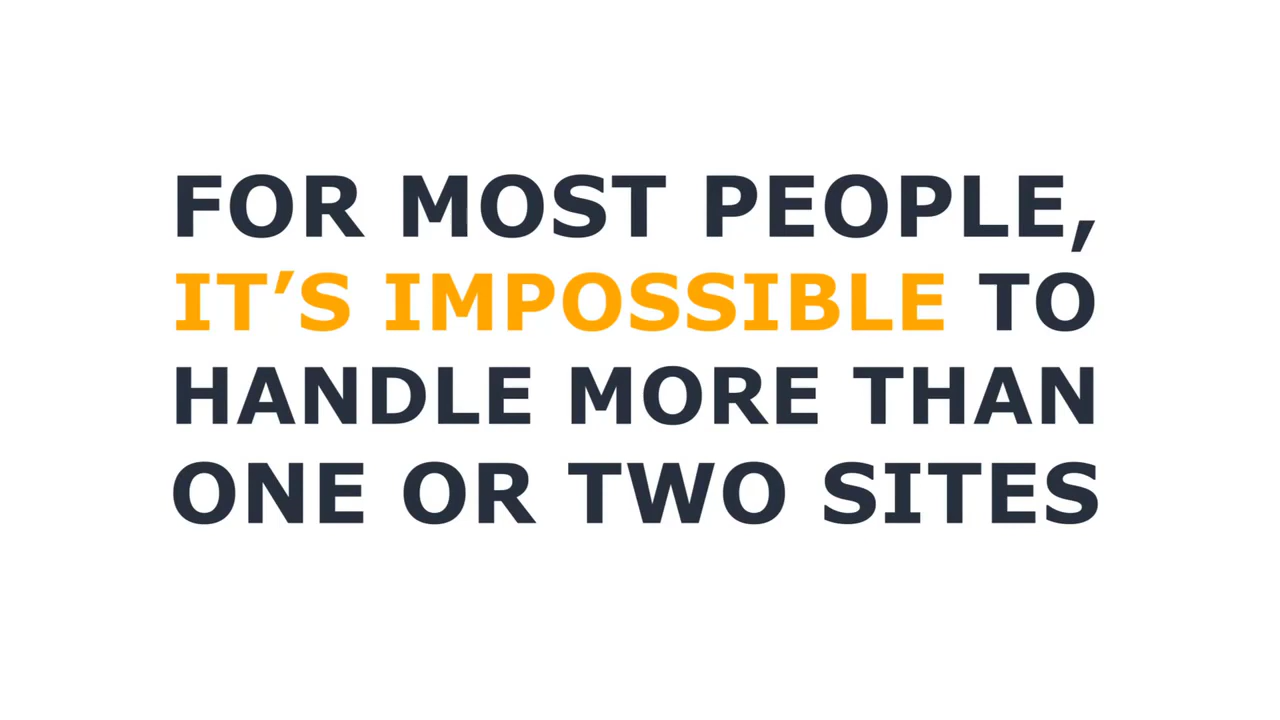 FOR MOST PEOPLE,
IT’S IMPOSSIBLE TO
HANDLE MORE THAN
ONE OR TWO SITES